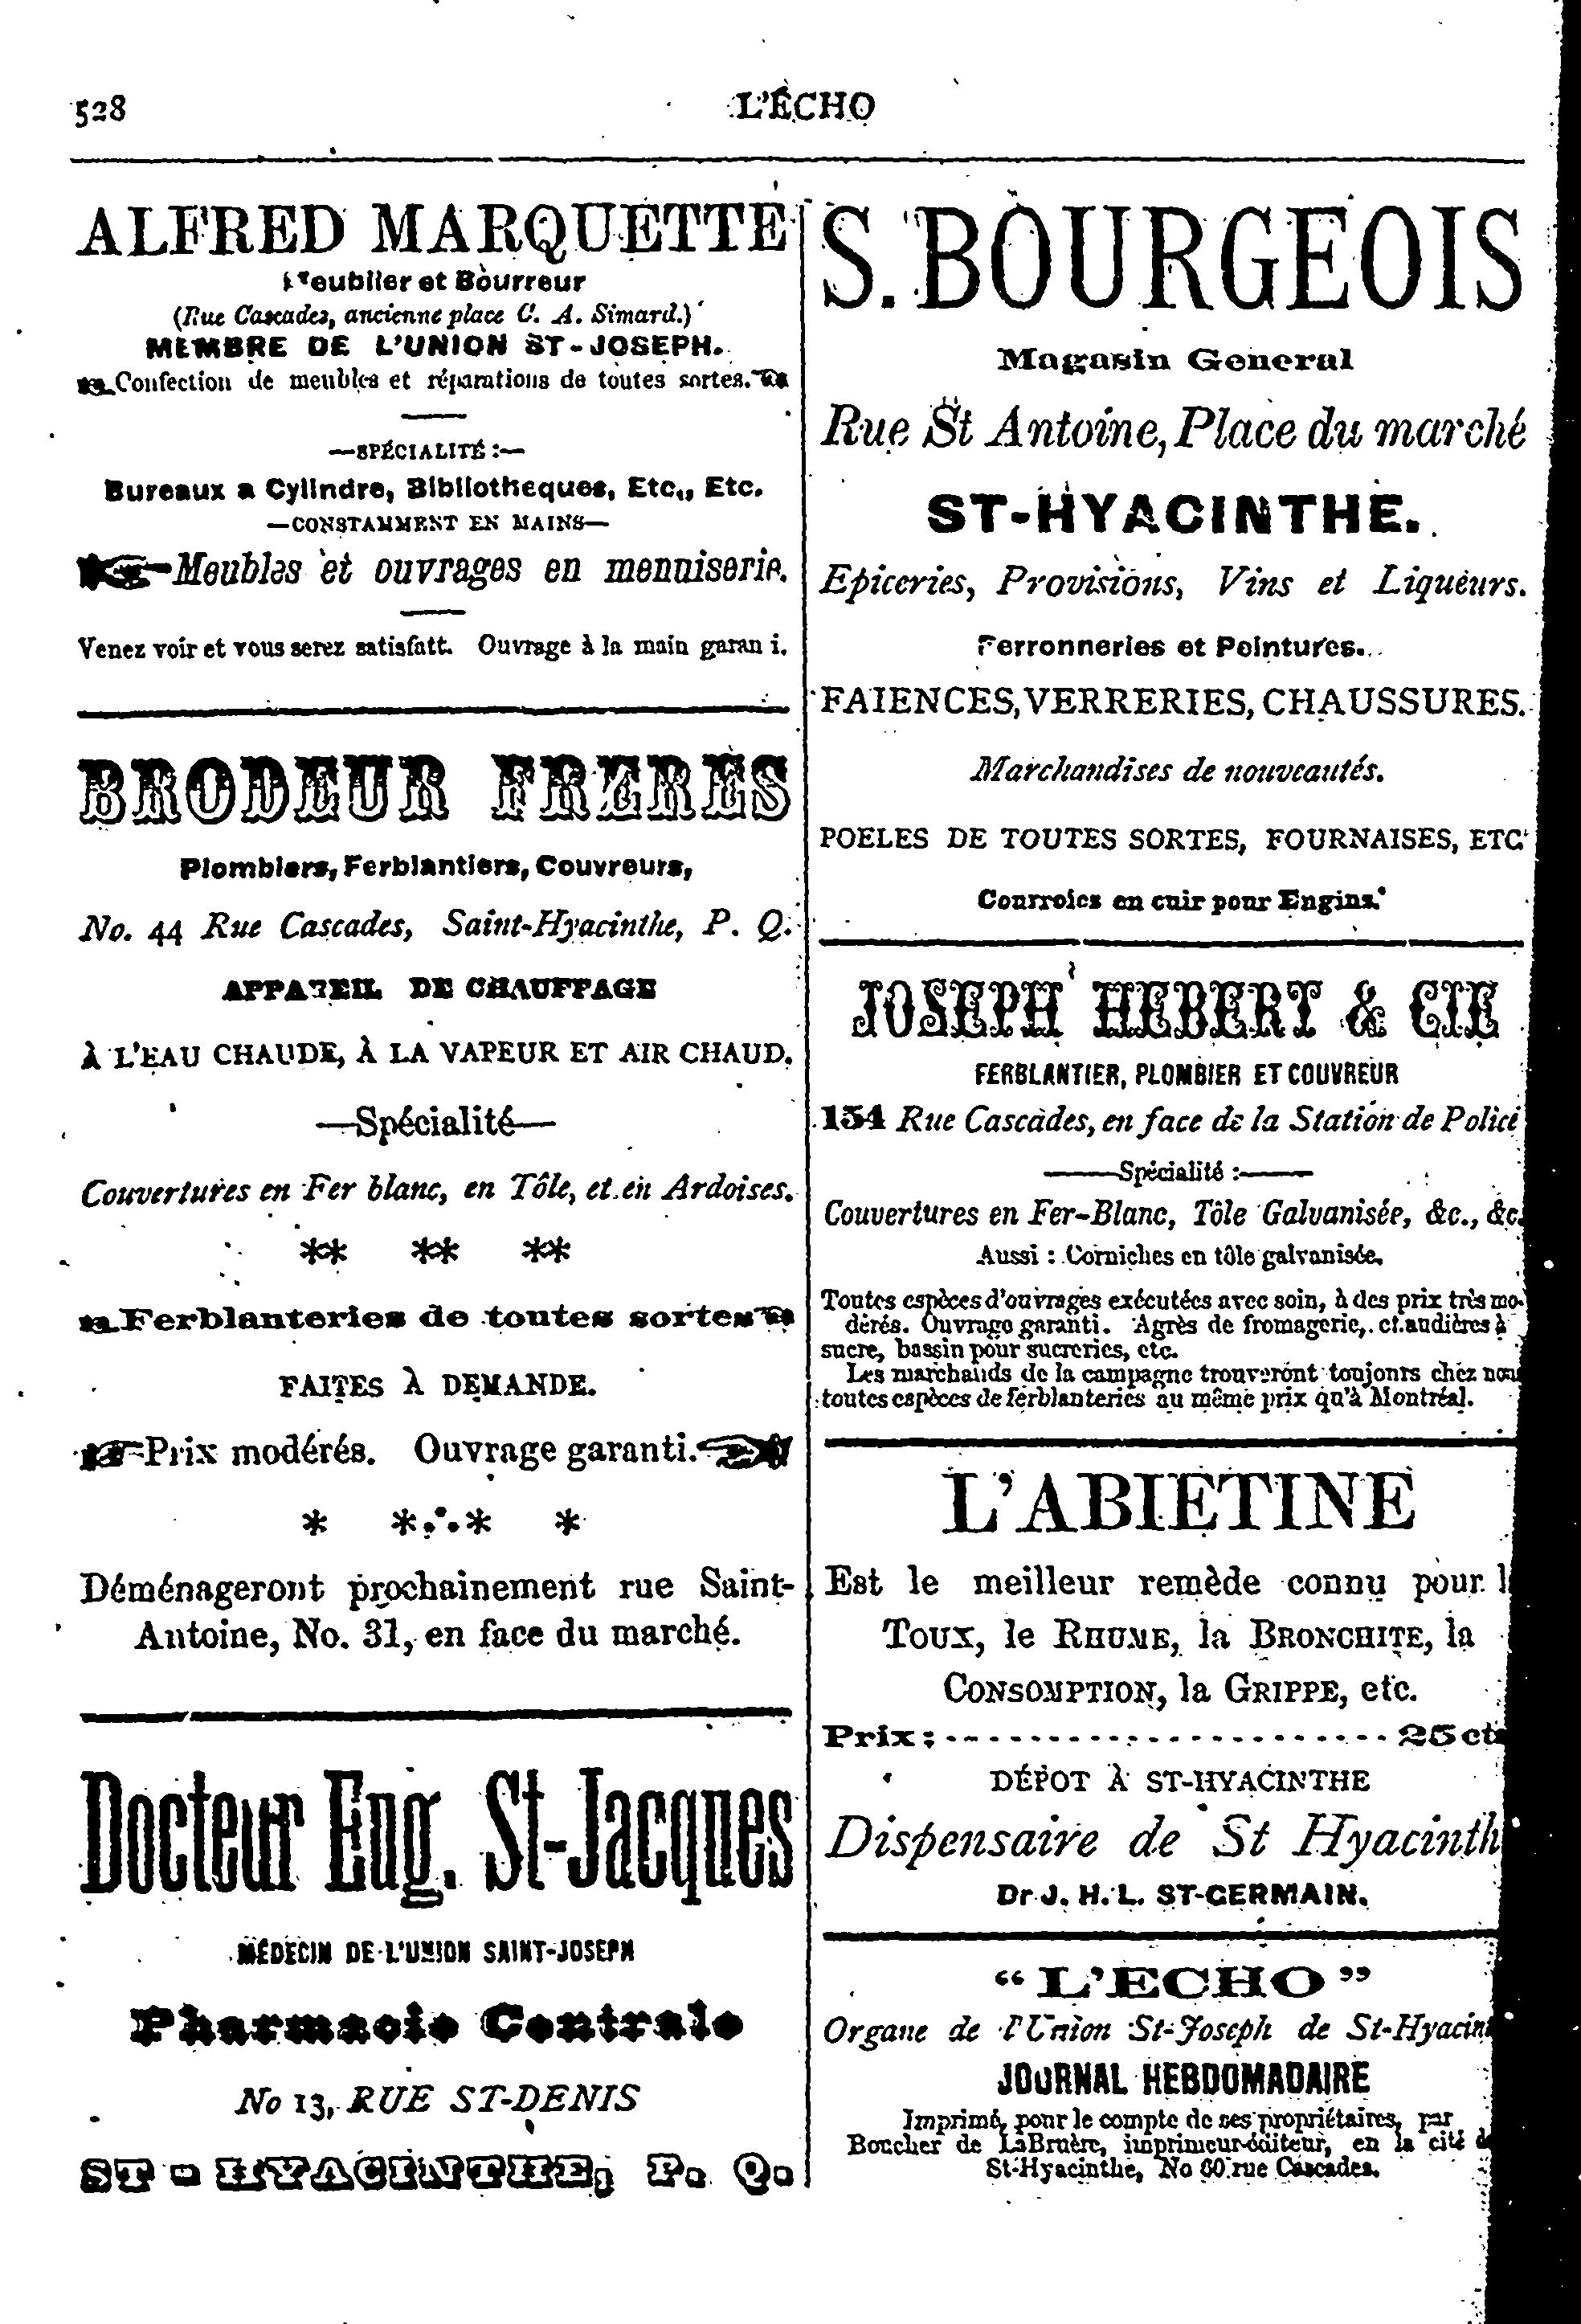 528
L'ÉCHO
ALFRED MARQUETTE
Meublier et Bourreur
(Rue Cascades, ancienne place C. A. Simard.)
MEMBRE DE L'UNION ST-JOSEPH.
Confection de meubles et réparations de toutes sortes.
—SPÉCIALITÉ :—
Bureaux a Cylindre, Bibliotheques, Etc., Etc.
—CONSTAMMENT EN MAINS—
Meubles et ouvrages en menuiserie.
Venez voir et vous serez satisfatt. Ouvrage à la main garan i.
BRODEUR FRERES
Plombiers, Ferblantiers, Couvreurs,
No. 44 Rue Cascades, Saint-Hyacinthe, P. Q.
APPAREIL DE CHAUFFAGE
À L'EAU CHAUDE, À LA VAPEUR ET AIR CHAUD.
—Spécialité—
Couvertures en Fer blanc, en Tôle, et en Ardoises.
** ** **
Ferblanteries de toutes sortes
FAITES À DEMANDE.
Prix modérés. Ouvrage garanti.
* *.·.* *
Déménageront prochainement rue Saint-
Antoine, No. 31, en face du marché.
Docteur Eug. St-Jacques
MÉDECIN DE L'UNION SAINT-JOSEPH
Pharmacie Centrale
No 13, RUE ST-DENIS
ST-HYACINTHE, P. Q.
S. BOURGEOIS
Magasin General
Rue St Antoine, Place du marché
ST-HYACINTHE.
Epiceries, Provisions, Vins et Liqueurs.
Ferronneries et Peintures.
FAIENCES, VERRERIES, CHAUSSURES.
Marchandises de nouveautés.
POELES DE TOUTES SORTES, FOURNAISES, ETC
Courroies en cuir pour Engins.
JOSEPH HEBERT & CIE
FERBLANTIER, PLOMBIER ET COUVREUR
154 Rue Cascades, en face de la Station de Polici
—Spécialité :—
Couvertures en Fer-Blanc, Tôle Galvanisée, &c., &c.
Aussi : Corniches en tôle galvanisée.
Toutes espèces d'ouvrages exécutées avec soin, à des prix très mo-
dérés. Ouvrage garanti. Agrès de fromagerie, chaudières à
sucre, bassin pour sucreries, etc.
Les marchands de la campagne trouveront toujours chez nous
toutes espèces de ferblanteries au même prix qu'à Montréal.
L'ABIETINE
Est le meilleur remède connu pour l
TOUX, le RHUME, la BRONCHITE, la
CONSOMPTION, la GRIPPE, etc.
Prix : - - - - - - - - - - - - - - - - - - - - - 25 cts
DÉPOT À ST-HYACINTHE
Dispensaire de St Hyacinth
Dr J. H. L. ST-GERMAIN.
“L'ECHO”
Organe de l'Union St-Joseph de St-Hyacin
JOURNAL HEBDOMADAIRE
Imprimé, pour le compte de ses propriétaires, par
Boucher de LaBruère, imprimeur-éditeur, en la cité de
St-Hyacinthe, No 60 rue Cascades.